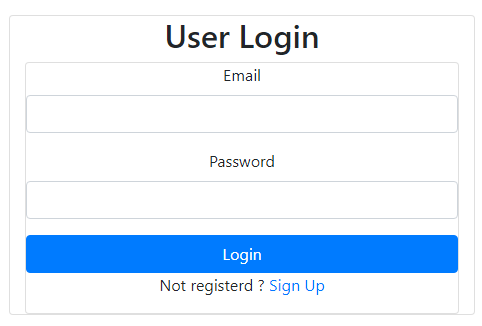 User Login
Email
Password
Login
Not registerd ? Sign Up